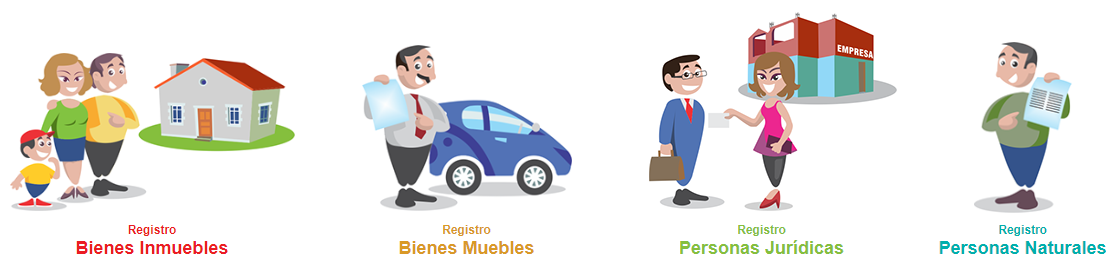 EMPRESA
Registro
Bienes Inmuebles
Registro
Bienes Muebles
Registro
Personas Jurídicas
Registro
Personas Naturales